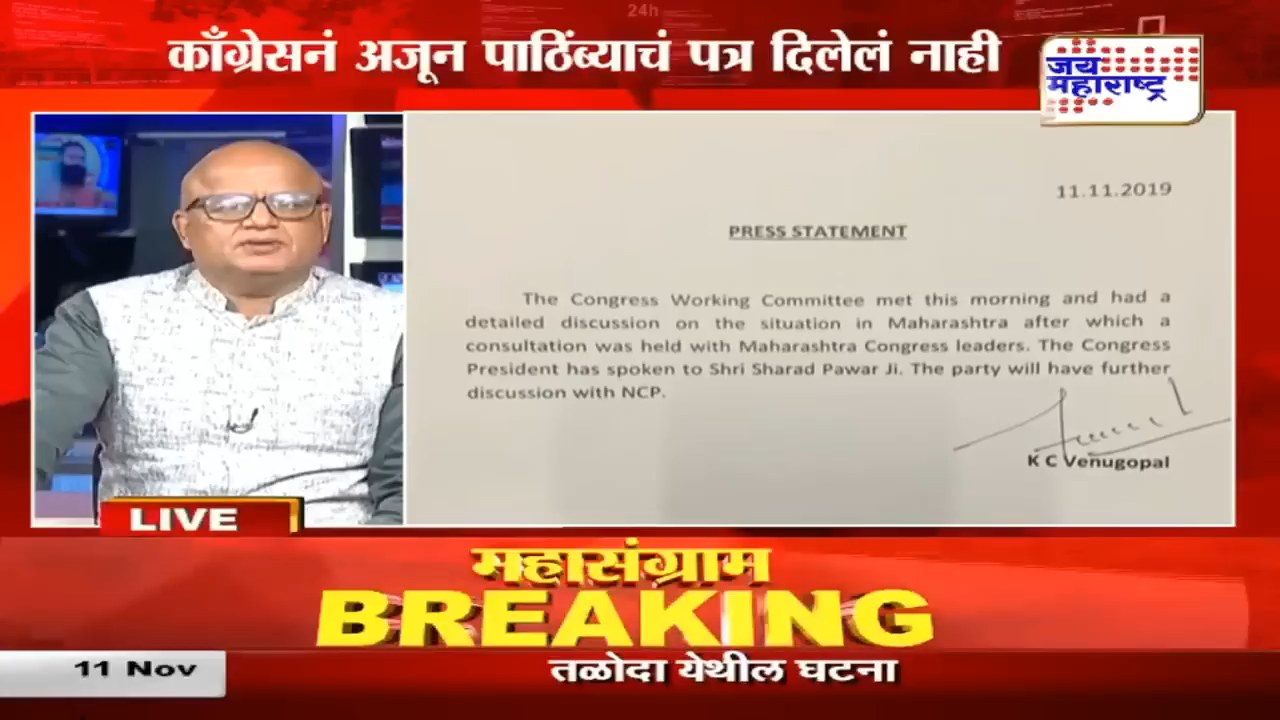 24h
काँग्रेसनं अजून पाठिंब्याचं पत्र दिलेलं नाही
जय
महाराष्ट्र
11.11.2019
PRESS STATEMENT
The Congress Working Committee met this morning and had a
detailed discussion on the situation in Maharashtra after which a
consultation was held with Maharashtra Congress leaders. The Congress
President has spoken to Shri Sharad Pawar Ji. The party will have further
discussion with NCP.
K C Venugopal
LIVE
महासंग्राम
BREAKING
11 Nov
तळोदा येथील घटना